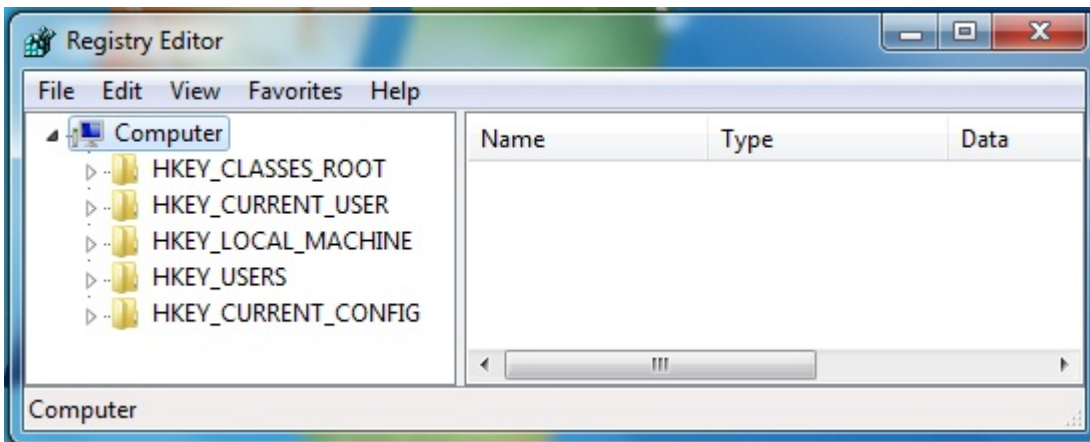 Registry Editor
File Edit View Favorites Help
Computer
HKEY_CLASSES_ROOT
HKEY_CURRENT_USER
HKEY_LOCAL_MACHINE
HKEY_USERS
HKEY_CURRENT_CONFIG
Name Type Data
Computer